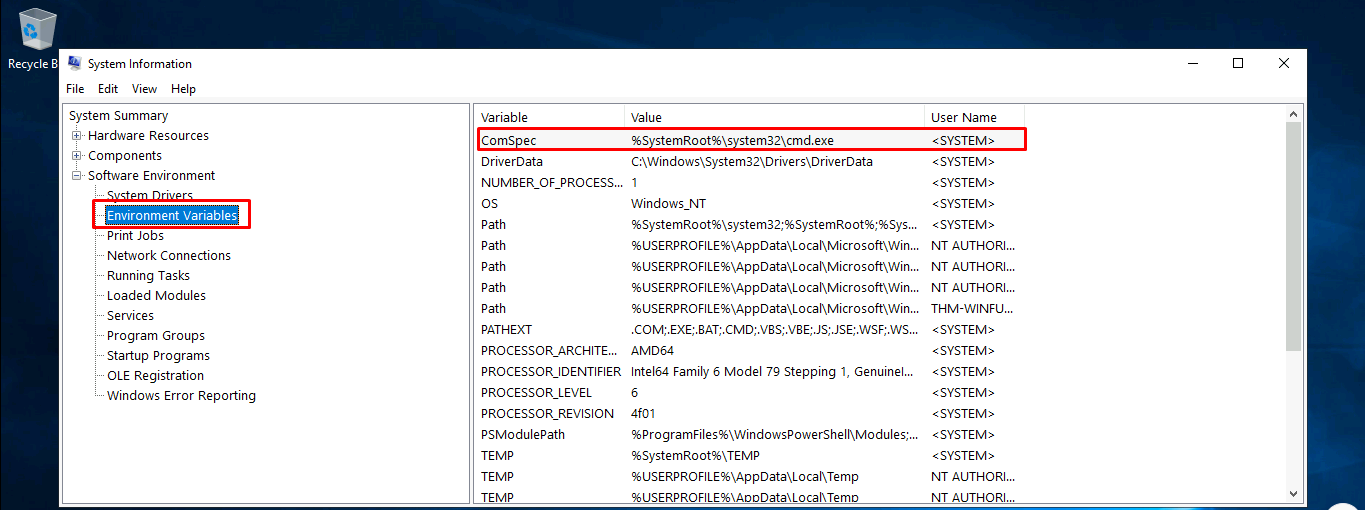 Recycle B
System Information
File Edit View Help
System Summary
Hardware Resources
Components
Software Environment
System Drivers
Environment Variables
Print Jobs
Network Connections
Running Tasks
Loaded Modules
Services
Program Groups
Startup Programs
OLE Registration
Windows Error Reporting
Variable Value User Name
ComSpec %SystemRoot%\system32\cmd.exe <SYSTEM>
DriverData C:\Windows\System32\Drivers\DriverData <SYSTEM>
NUMBER_OF_PROCESS... 1 <SYSTEM>
OS Windows_NT <SYSTEM>
Path %SystemRoot%\system32;%SystemRoot%;%Sys... <SYSTEM>
Path %USERPROFILE%\AppData\Local\Microsoft\Win... NT AUTHORI...
Path %USERPROFILE%\AppData\Local\Microsoft\Win... NT AUTHORI...
Path %USERPROFILE%\AppData\Local\Microsoft\Win... NT AUTHORI...
Path %USERPROFILE%\AppData\Local\Microsoft\Win... THM-WINFU...
PATHEXT .COM;.EXE;.BAT;.CMD;.VBS;.VBE;.JS;.JSE;.WSF;.WS... <SYSTEM>
PROCESSOR_ARCHITE... AMD64 <SYSTEM>
PROCESSOR_IDENTIFIER Intel64 Family 6 Model 79 Stepping 1, GenuineI... <SYSTEM>
PROCESSOR_LEVEL 6 <SYSTEM>
PROCESSOR_REVISION 4f01 <SYSTEM>
PSModulePath %ProgramFiles%\WindowsPowerShell\Modules;... <SYSTEM>
TEMP %SystemRoot%\TEMP <SYSTEM>
TEMP %USERPROFILE%\AppData\Local\Temp NT AUTHORI...
TEMP %USERPROFILE%\AppData\Local\Temp NT AUTHORI...